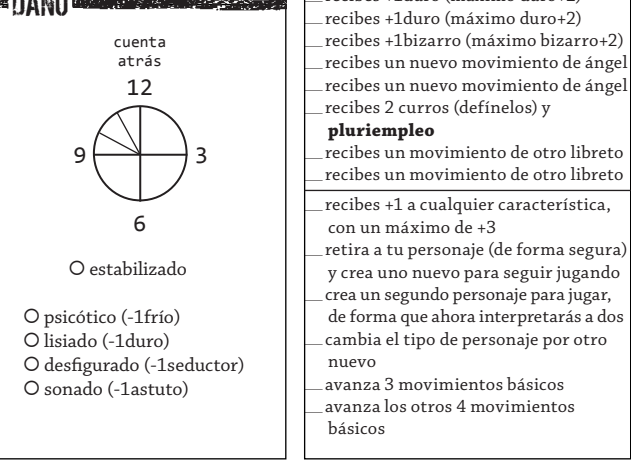 DAÑO
cuenta
atrás
12
9
3
6
estabilizado
psicótico (-1frío)
lisiado (-1duro)
desfigurado (-1seductor)
sonado (-1astuto)
recibes +1duro (máximo duro+2)
recibes +1bizarro (máximo bizarro+2)
recibes un nuevo movimiento de ángel
recibes un nuevo movimiento de ángel
recibes 2 curros (defínelos) y
pluriempleo
recibes un movimiento de otro libreto
recibes un movimiento de otro libreto
recibes +1 a cualquier característica,
con un máximo de +3
retira a tu personaje (de forma segura)
y crea uno nuevo para seguir jugando
crea un segundo personaje para jugar,
de forma que ahora interpretarás a dos
cambia el tipo de personaje por otro
nuevo
avanza 3 movimientos básicos
avanza los otros 4 movimientos
básicos